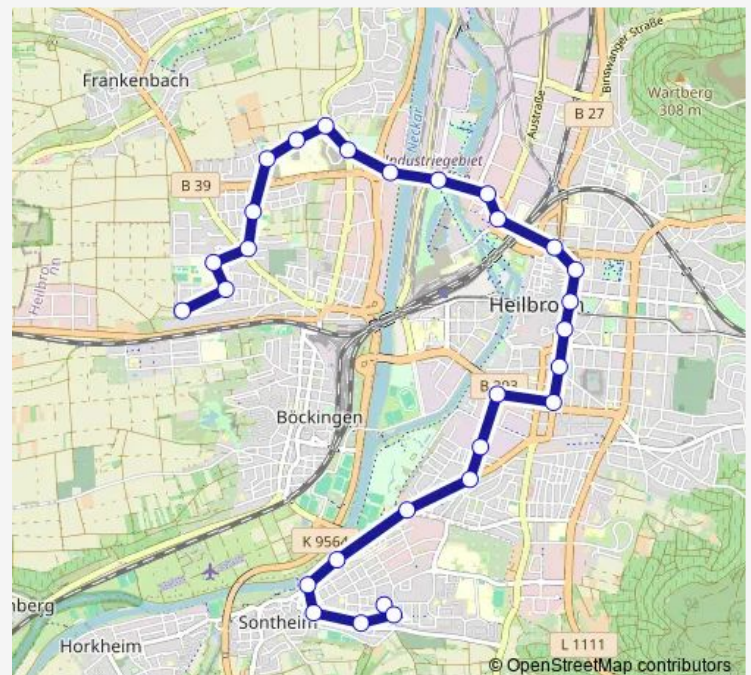 Frankenbach
Binswanger Straße
Wartberg
308 m
Austraße
B 27
Neckar
Industriegebiet
B 39
Heilbronn
Heilbronn
B 293
Böckingen
K 9564
Sontheim
Horkheim
L 1111
© OpenStreetMap contributors